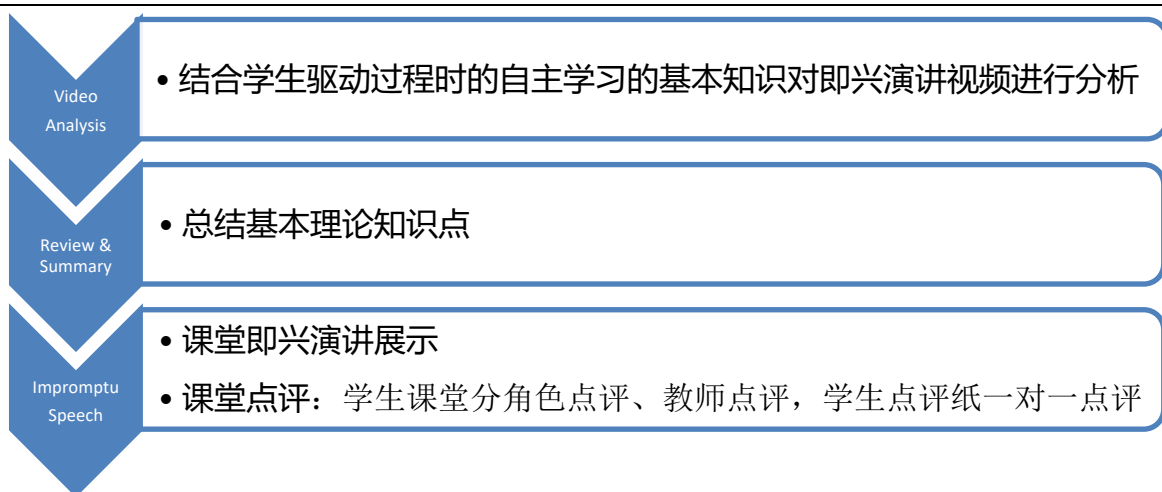 Video
Analysis
• 结合学生驱动过程时的自主学习的基本知识对即兴演讲视频进行分析
Review &
Summary
• 总结基本理论知识点
Impromptu
Speech
• 课堂即兴演讲展示
• 课堂点评：学生课堂分角色点评、教师点评，学生点评纸一对一点评